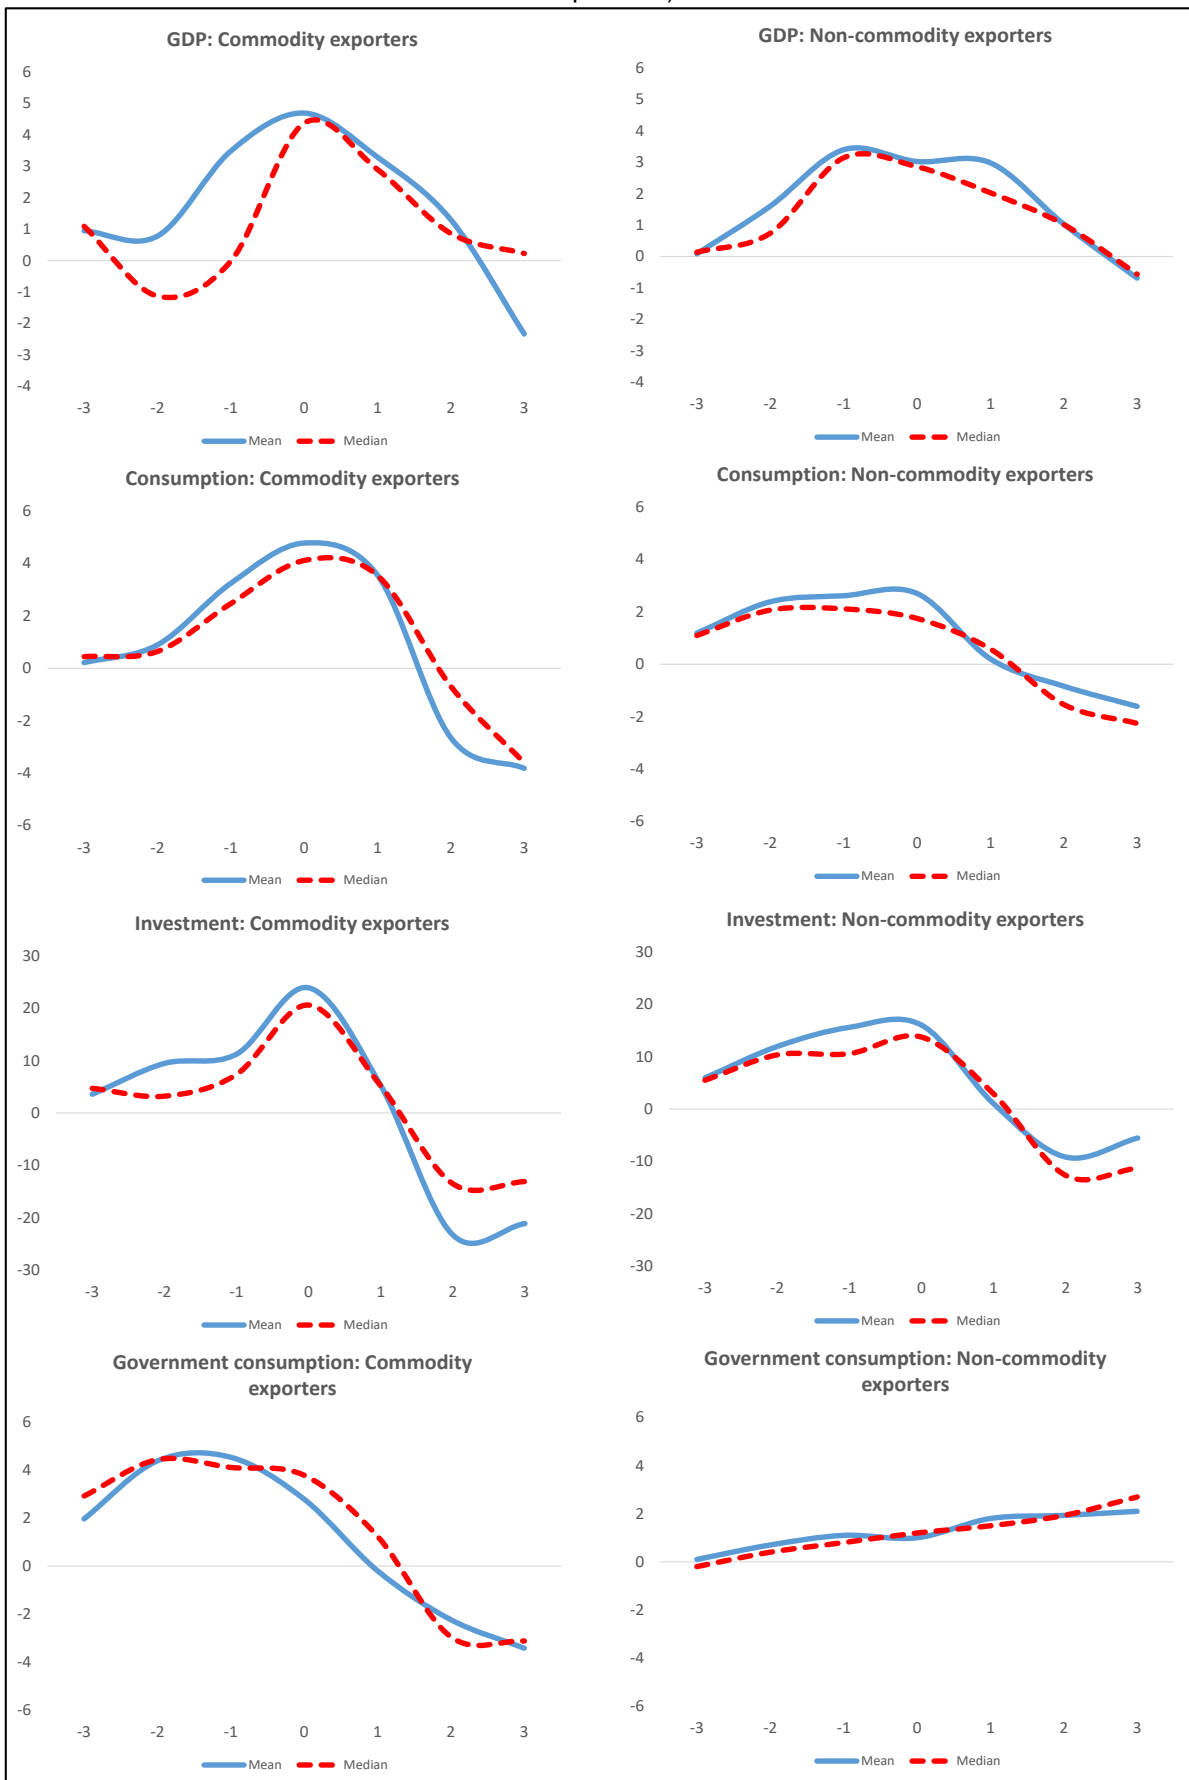 GDP: Commodity exporters
6
5
4
3
2
1
0
-1
-2
-3
-4
-3 -2 -1 0 1 2 3
Mean Median
GDP: Non-commodity exporters
6
5
4
3
2
1
0
-1
-2
-3
-4
-3 -2 -1 0 1 2 3
Mean Median
Consumption: Commodity exporters
6
4
2
0
-2
-4
-6
-3 -2 -1 0 1 2 3
Mean Median
Consumption: Non-commodity exporters
6
4
2
0
-2
-4
-6
-3 -2 -1 0 1 2 3
Mean Median
Investment: Commodity exporters
30
20
10
0
-10
-20
-30
-3 -2 -1 0 1 2 3
Mean Median
Investment: Non-commodity exporters
30
20
10
0
-10
-20
-30
-3 -2 -1 0 1 2 3
Mean Median
Government consumption: Commodity
exporters
6
4
2
0
-2
-4
-6
-3 -2 -1 0 1 2 3
Mean Median
Government consumption: Non-commodity
exporters
6
4
2
0
-2
-4
-6
-3 -2 -1 0 1 2 3
Mean Median